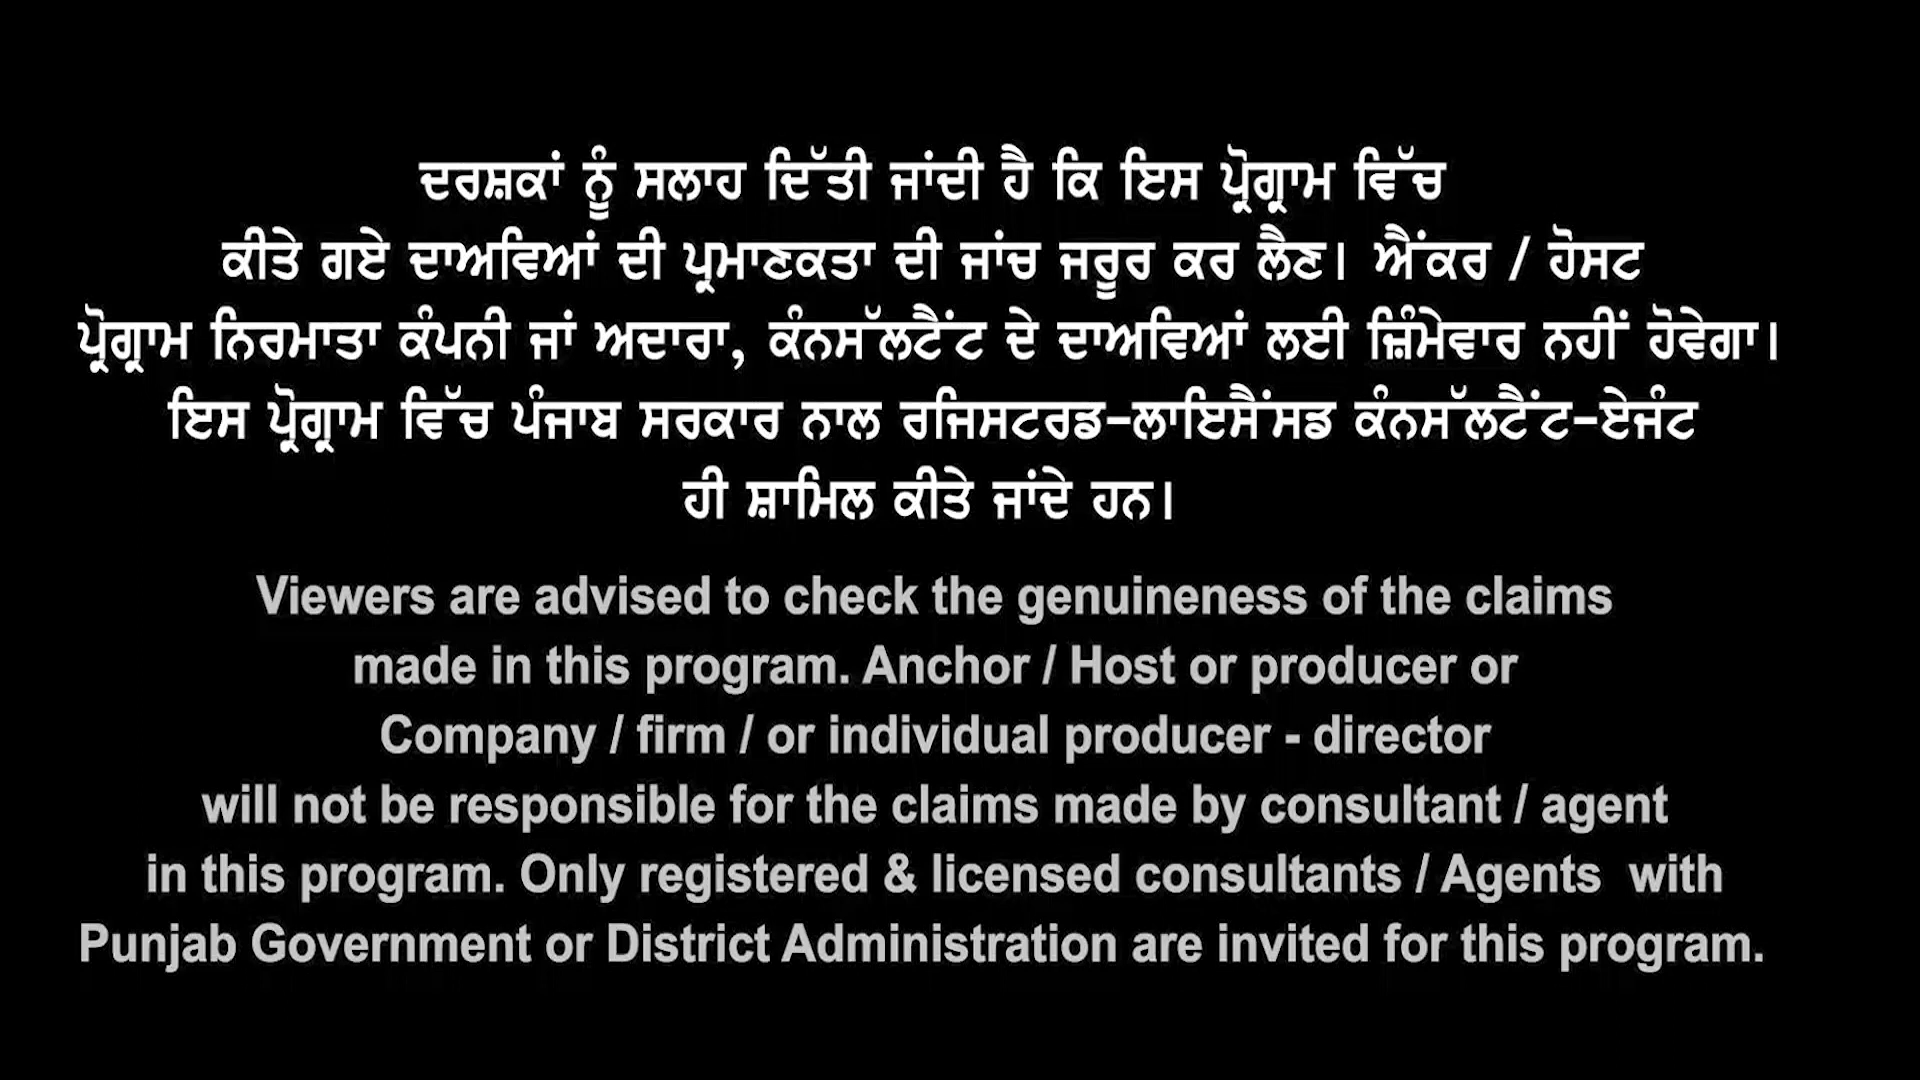 ਦਰਸ਼ਕਾਂ ਨੂੰ ਸਲਾਹ ਦਿੱਤੀ ਜਾਂਦੀ ਹੈ ਕਿ ਇਸ ਪ੍ਰੋਗ੍ਰਾਮ ਵਿੱਚ
ਕੀਤੇ ਗਏ ਦਾਅਵਿਆਂ ਦੀ ਪ੍ਰਮਾਣਕਤਾ ਦੀ ਜਾਂਚ ਜਰੂਰ ਕਰ ਲੈਣ। ਐਂਕਰ / ਹੋਸਟ
ਪ੍ਰੋਗ੍ਰਾਮ ਨਿਰਮਾਤਾ ਕੰਪਨੀ ਜਾਂ ਅਦਾਰਾ, ਕੰਨਸੱਲਟੈਂਟ ਦੇ ਦਾਅਵਿਆਂ ਲਈ ਜ਼ਿੰਮੇਵਾਰ ਨਹੀਂ ਹੋਵੇਗਾ।
ਇਸ ਪ੍ਰੋਗ੍ਰਾਮ ਵਿੱਚ ਪੰਜਾਬ ਸਰਕਾਰ ਨਾਲ ਰਜਿਸਟਰਡ-ਲਾਇਸੈਂਸਡ ਕੰਨਸੱਲਟੈਂਟ-ਏਜੰਟ
ਹੀ ਸ਼ਾਮਿਲ ਕੀਤੇ ਜਾਂਦੇ ਹਨ।
Viewers are advised to check the genuineness of the claims
made in this program. Anchor / Host or producer or
Company / firm / or individual producer - director
will not be responsible for the claims made by consultant / agent
in this program. Only registered & licensed consultants / Agents  with
Punjab Government or District Administration are invited for this program.